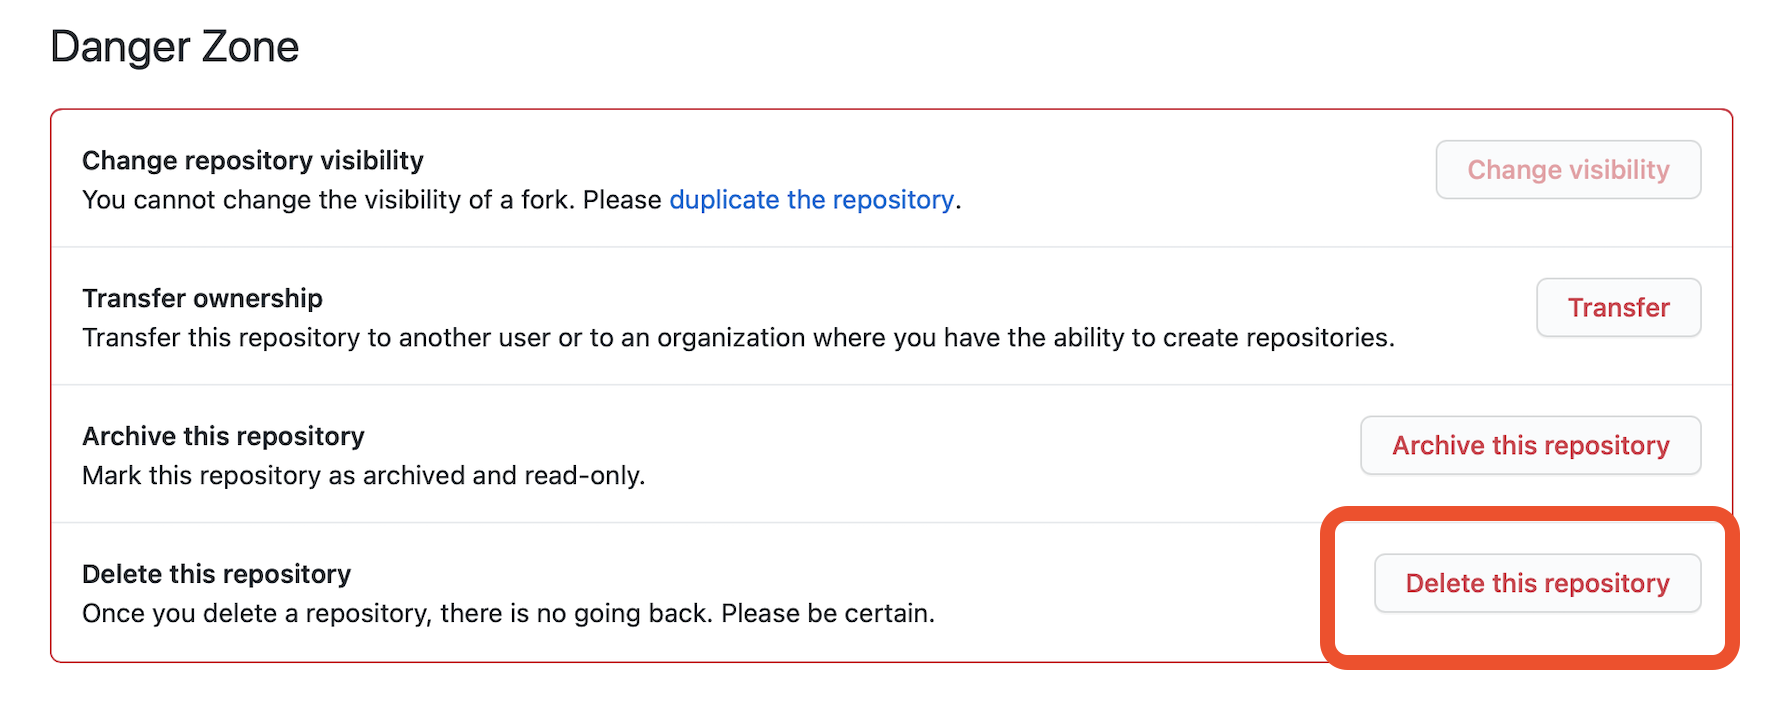 Danger Zone
Change repository visibility
You cannot change the visibility of a fork. Please duplicate the repository.
Change visibility
Transfer ownership
Transfer this repository to another user or to an organization where you have the ability to create repositories.
Transfer
Archive this repository
Mark this repository as archived and read-only.
Archive this repository
Delete this repository
Once you delete a repository, there is no going back. Please be certain.
Delete this repository